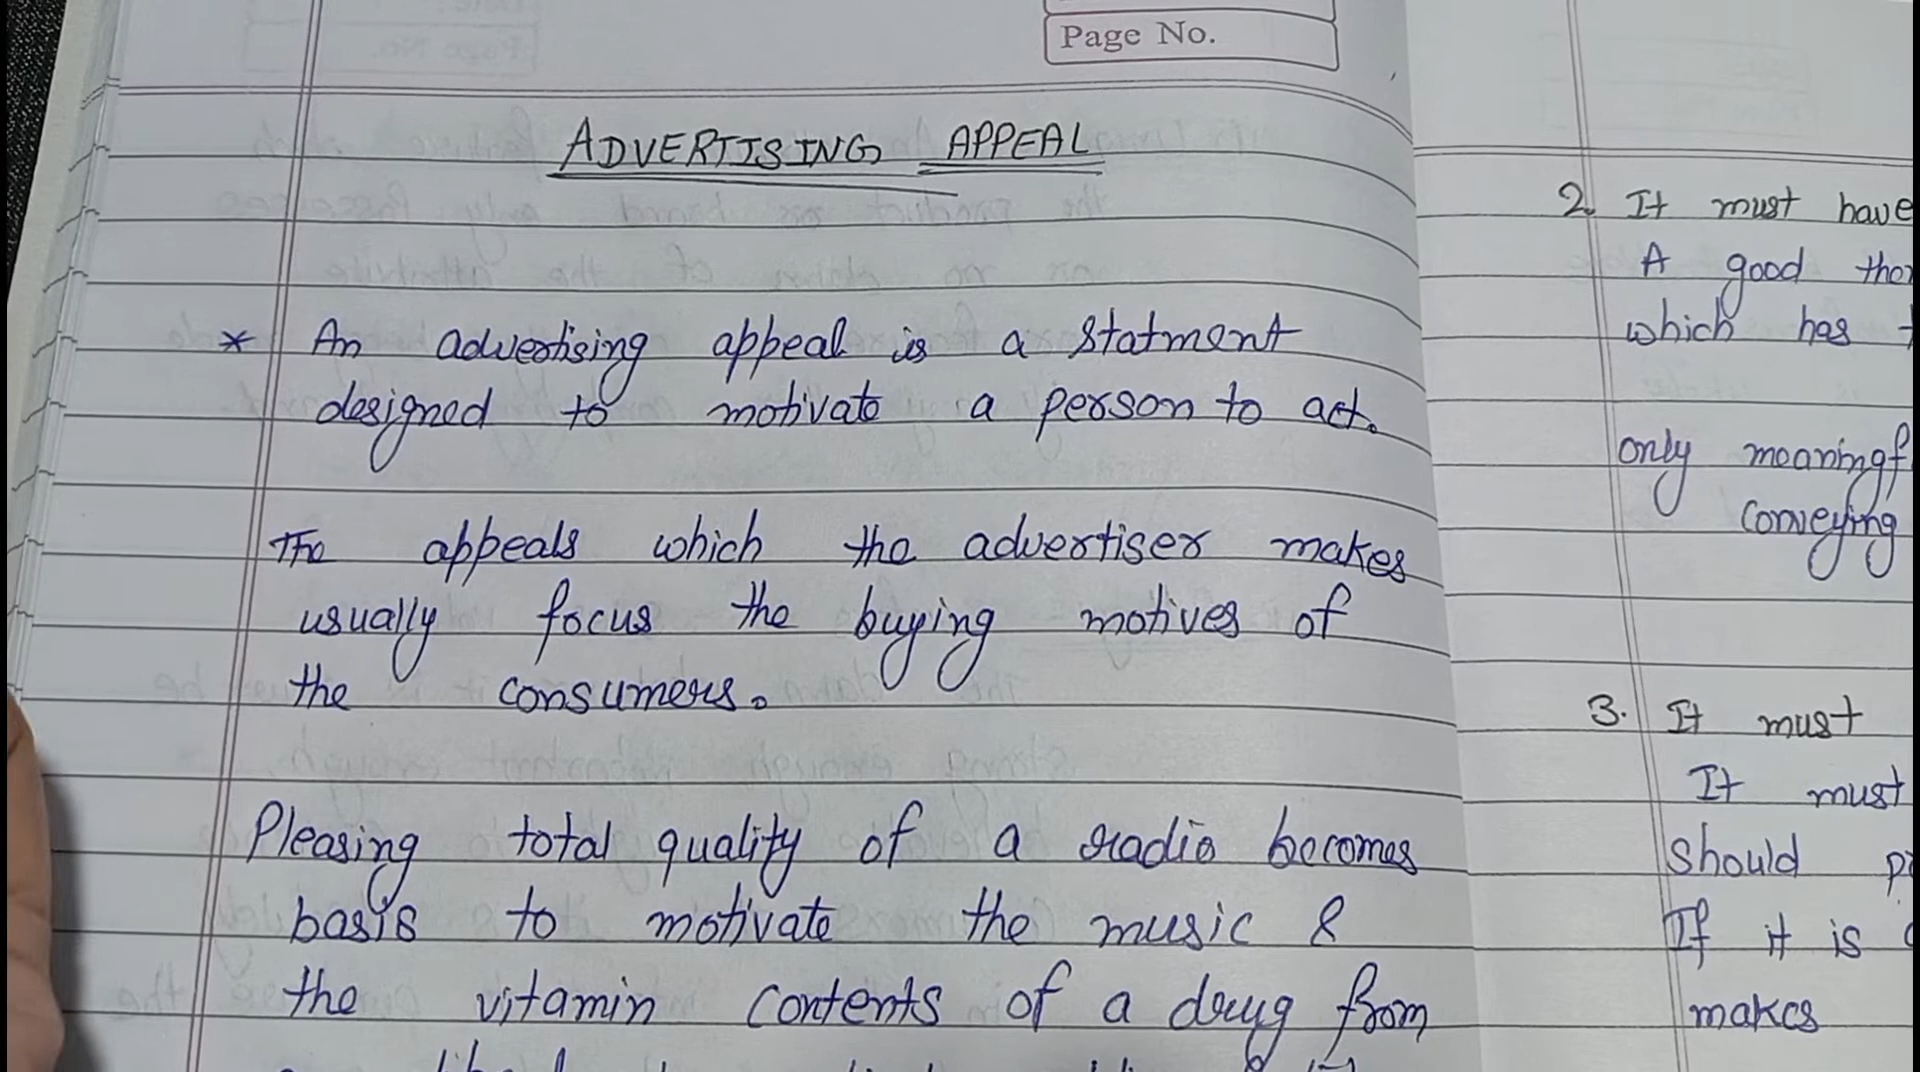 Page No.
ADVERTISING APPEAL
* An advertising appeal is a statment
designed to motivate a person to act.
The appeals which the advertiser makes
usually focus the buying motives of
the consumers.
Pleasing total quality of a radio becomes
basis to motivate the music &
the vitamin contents of a drug from
2. It must have
A good
which has
only
conveying
3. It must
It must
should
If it is
makes